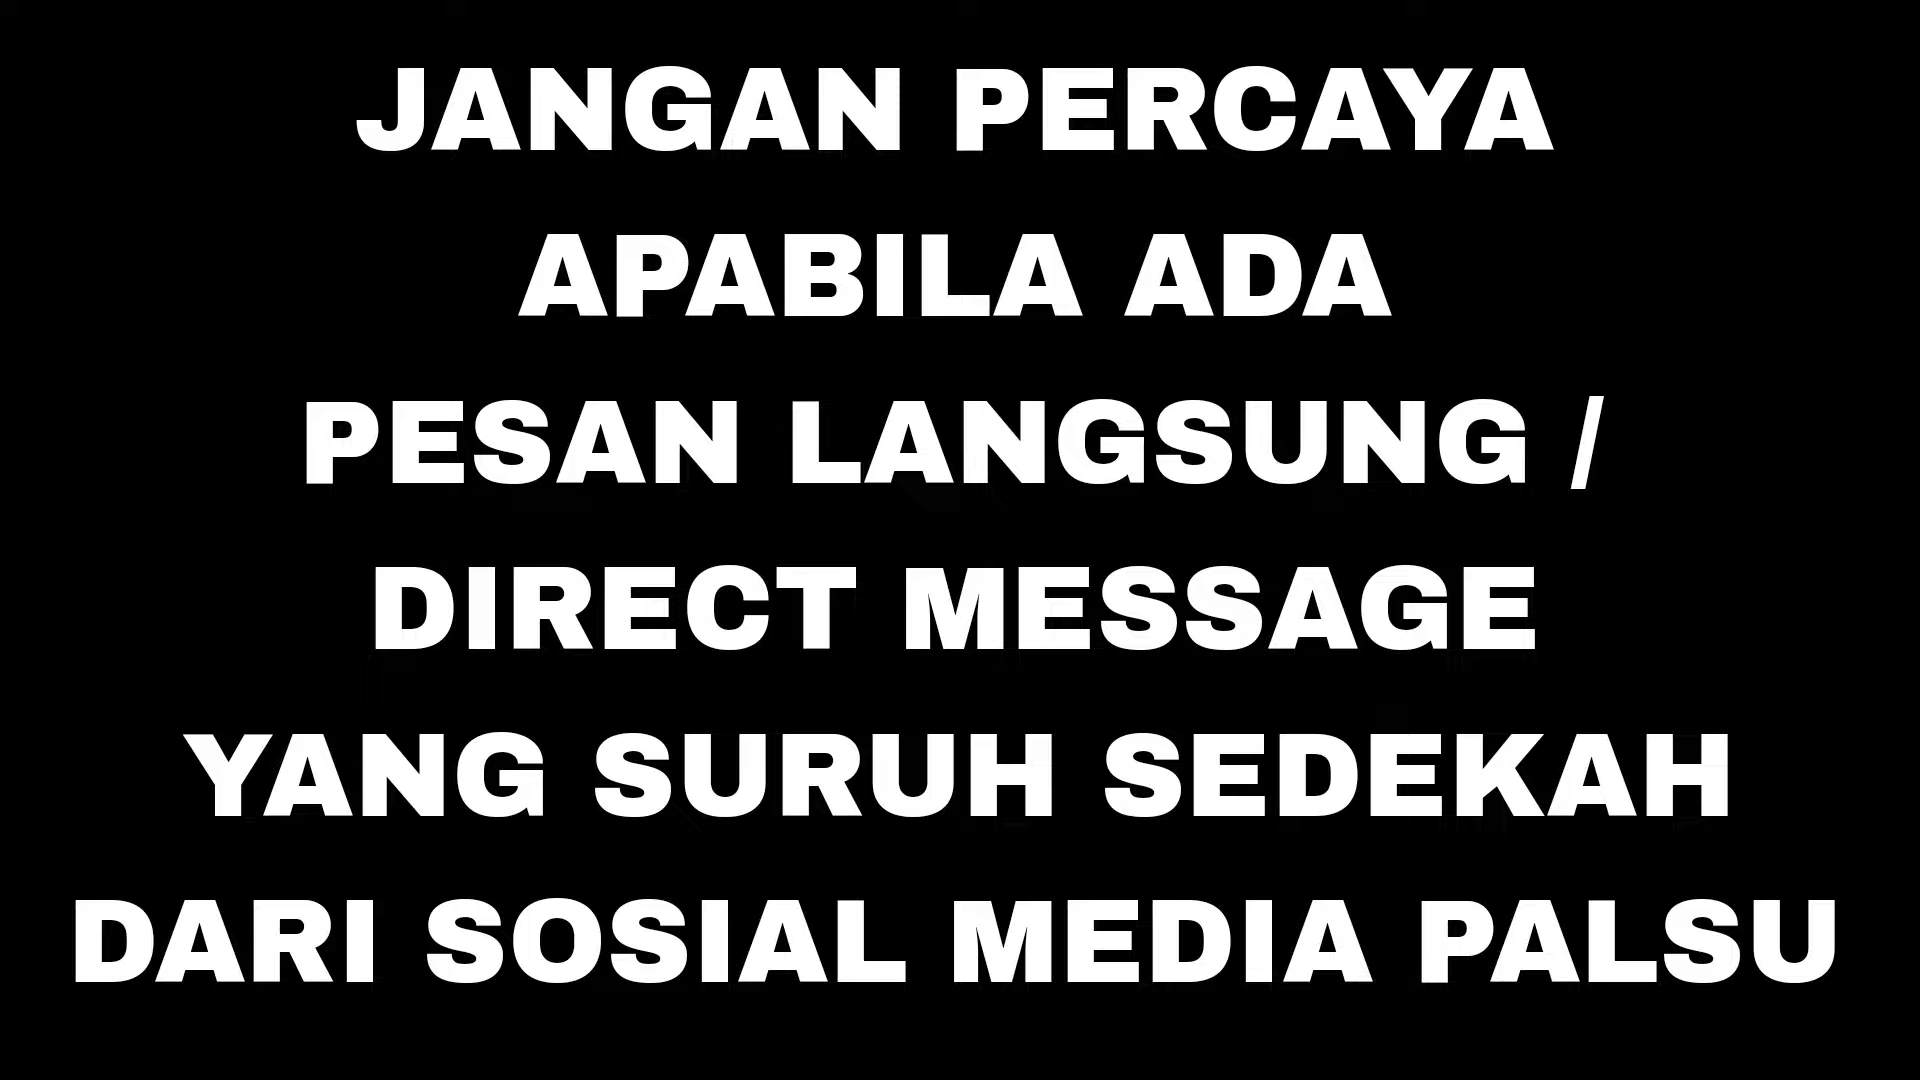 JANGAN PERCAYA
APABILA ADA
PESAN LANGSUNG /
DIRECT MESSAGE
YANG SURUH SEDEKAH
DARI SOSIAL MEDIA PALSU